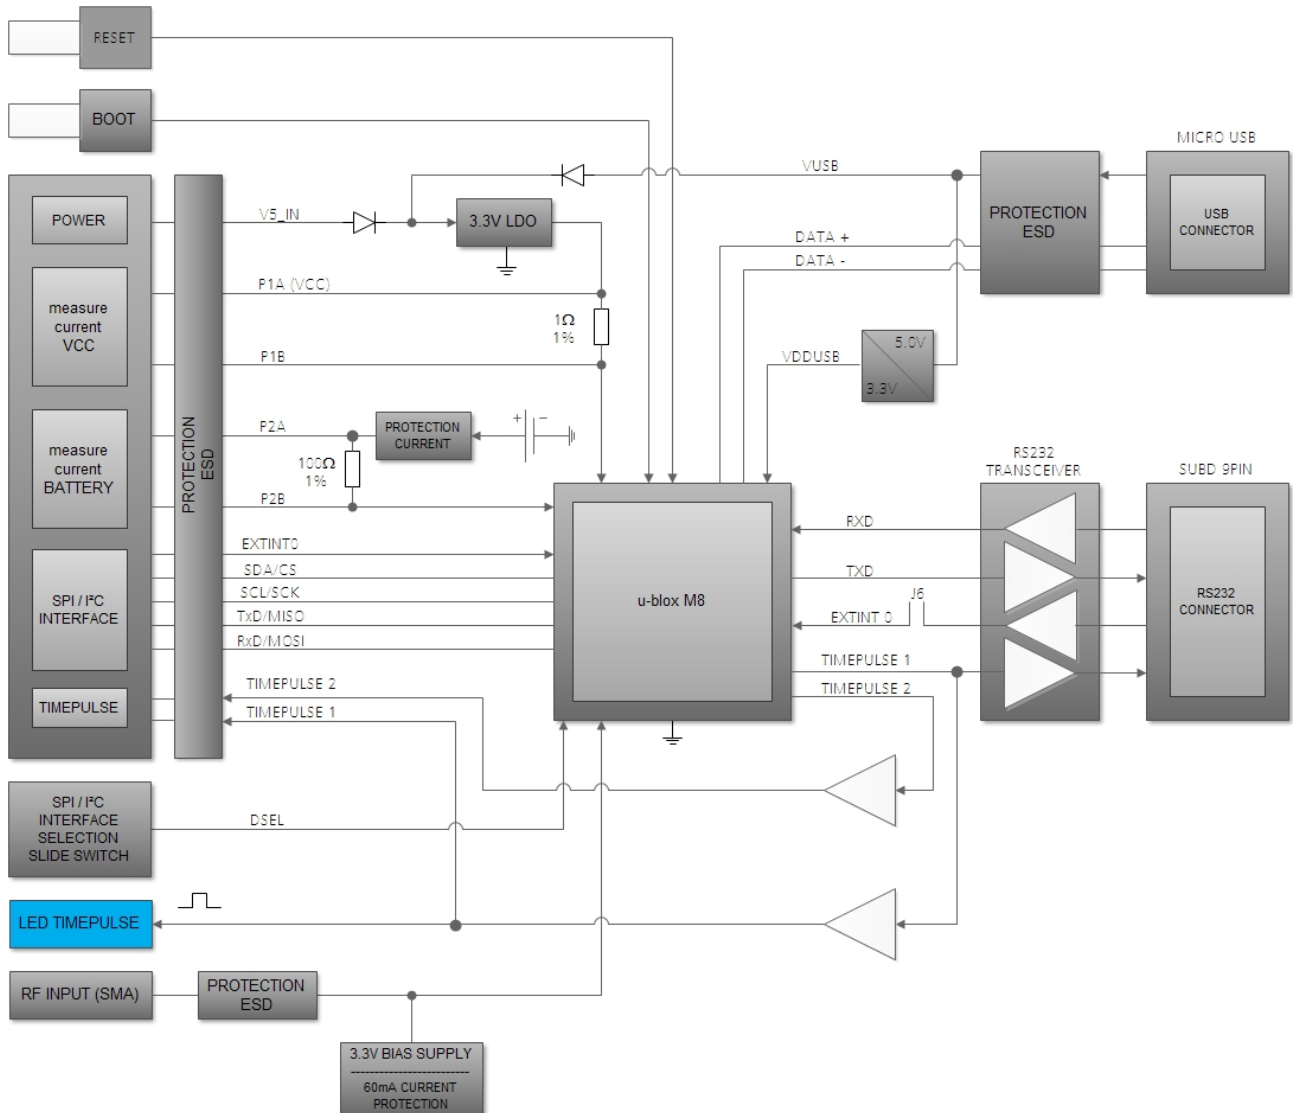 RESET
BOOT
MICRO USB
POWER
V5_IN
3.3V LDO
VUSB
PROTECTION
ESD
USB
CONNECTOR
DATA +
DATA -
measure
current
VCC
P1A (VCC)
1Ω
1%
P1B
VDDUSB
5.0V
3.3V
measure
current
BATTERY
PROTECTION
ESD
P2A
PROTECTION
CURRENT
+ −
100Ω
1%
P2B
RS232
TRANSCEIVER
SUBD 9PIN
SPI / I²C
INTERFACE
EXTINT0
SDA/CS
SCL/SCK
TxD/MISO
RxD/MOSI
u-blox M8
RXD
TXD
J6
EXTINT 0
TIMEPULSE 1
TIMEPULSE 2
RS232
CONNECTOR
TIMEPULSE
TIMEPULSE 2
TIMEPULSE 1
SPI / I²C
INTERFACE
SELECTION
SLIDE SWITCH
DSEL
LED TIMEPULSE
RF INPUT (SMA)
PROTECTION
ESD
3.3V BIAS SUPPLY
60mA CURRENT
PROTECTION